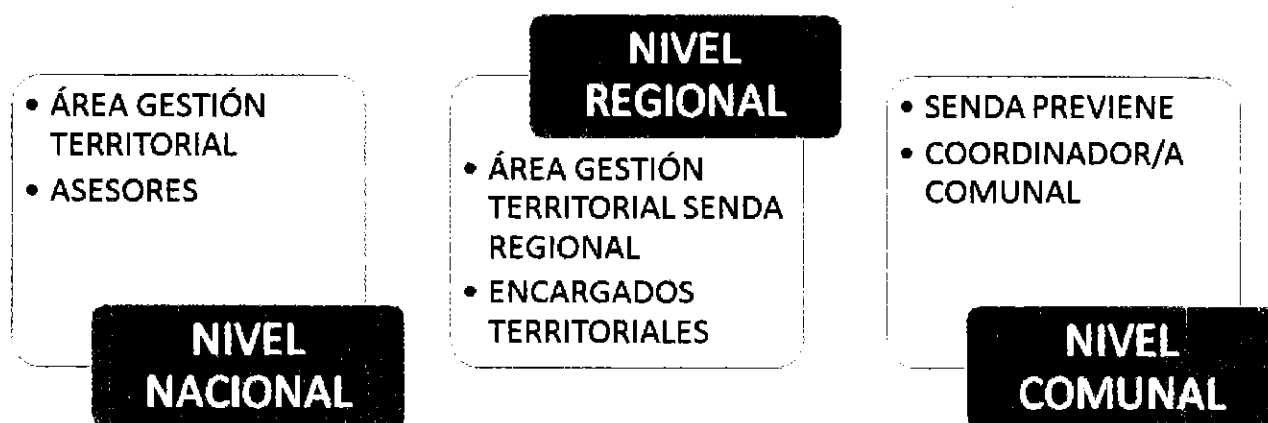 • ÁREA GESTIÓN
TERRITORIAL
• ASESORES
NIVEL
NACIONAL
NIVEL
REGIONAL
• ÁREA GESTIÓN
TERRITORIAL SENDA
REGIONAL
• ENCARGADOS
TERRITORIALES
• SENDA PREVIENE
• COORDINADOR/A
COMUNAL
NIVEL
COMUNAL